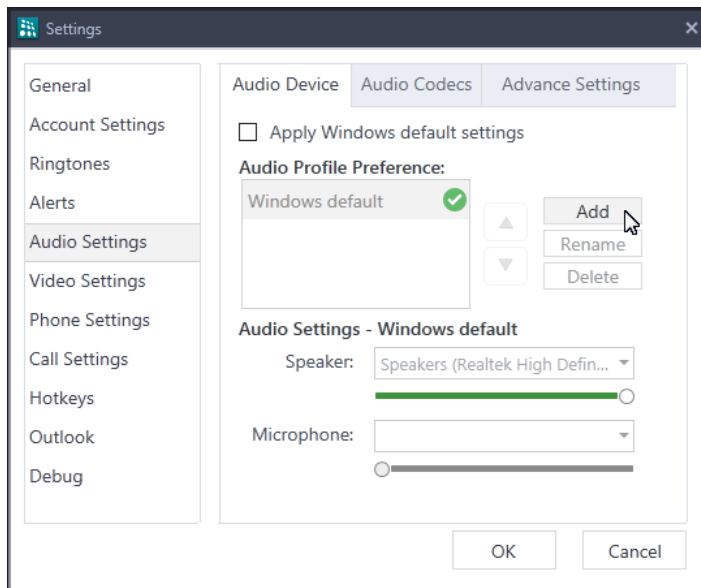 Settings
General
Account Settings
Ringtones
Alerts
Audio Settings
Video Settings
Phone Settings
Call Settings
Hotkeys
Outlook
Debug
Audio Device
Audio Codecs
Advance Settings
Apply Windows default settings
Audio Profile Preference:
Windows default
Add
Rename
Delete
Audio Settings - Windows default
Speaker:
Speakers (Realtek High Defin...
Microphone:
OK
Cancel